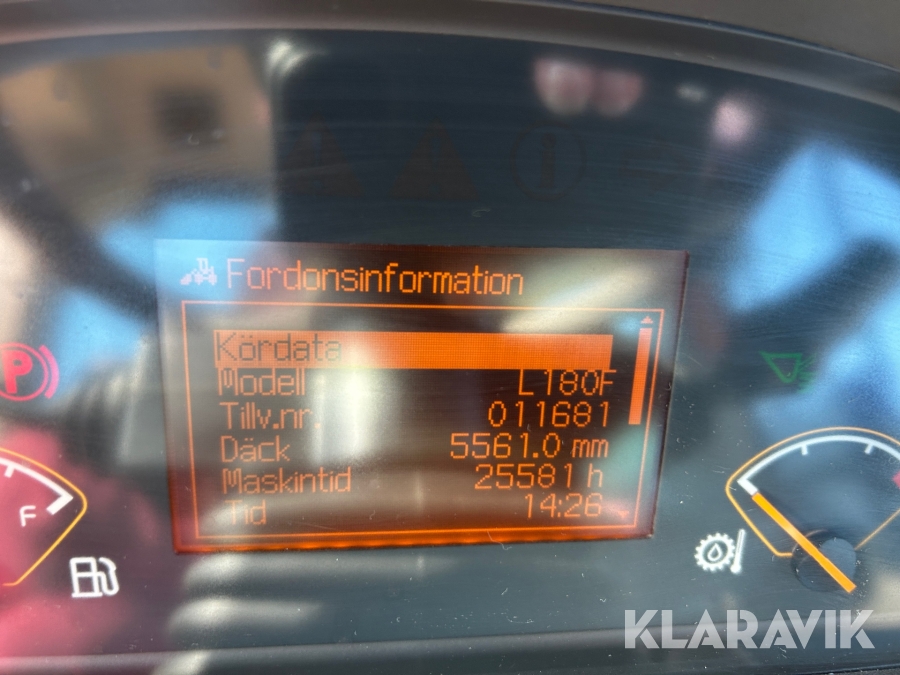 Fordonsinformation
Kördata
Modell L180F
Tillv.nr. 011681
Däck 5561.0 mm
Maskintid 25581 h
Tid 14:26
P
F
KLARAVIK